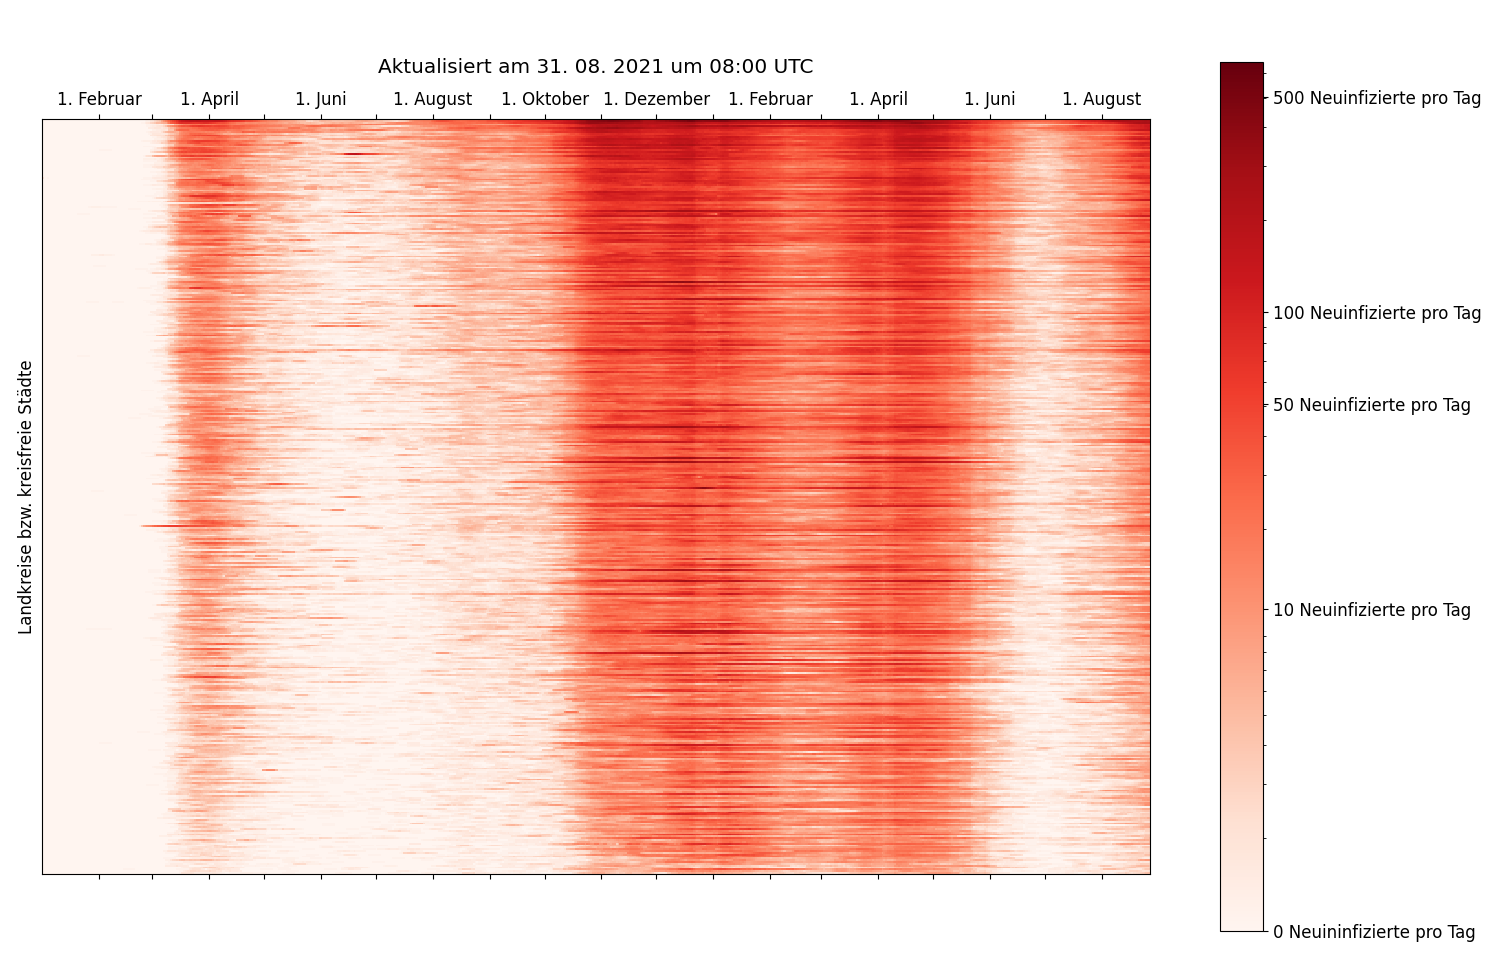 Aktualisiert am 31. 08. 2021 um 08:00 UTC
1. Februar 1. April 1. Juni 1. August 1. Oktober 1. Dezember 1. Februar 1. April 1. Juni 1. August
Landkreise bzw. kreisfreie Städte
500 Neuinfizierte pro Tag
100 Neuinfizierte pro Tag
50 Neuinfizierte pro Tag
10 Neuinfizierte pro Tag
0 Neuininfizierte pro Tag